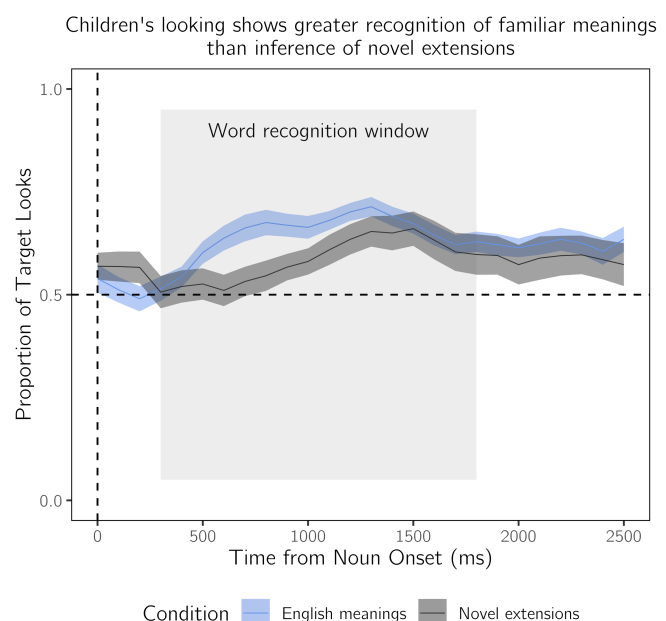 Children's looking shows greater recognition of familiar meanings
than inference of novel extensions
1.0
Word recognition window
Proportion of Target Looks
0.5
0.0
0 500 1000 1500 2000 2500
Time from Noun Onset (ms)
Condition English meanings Novel extensions